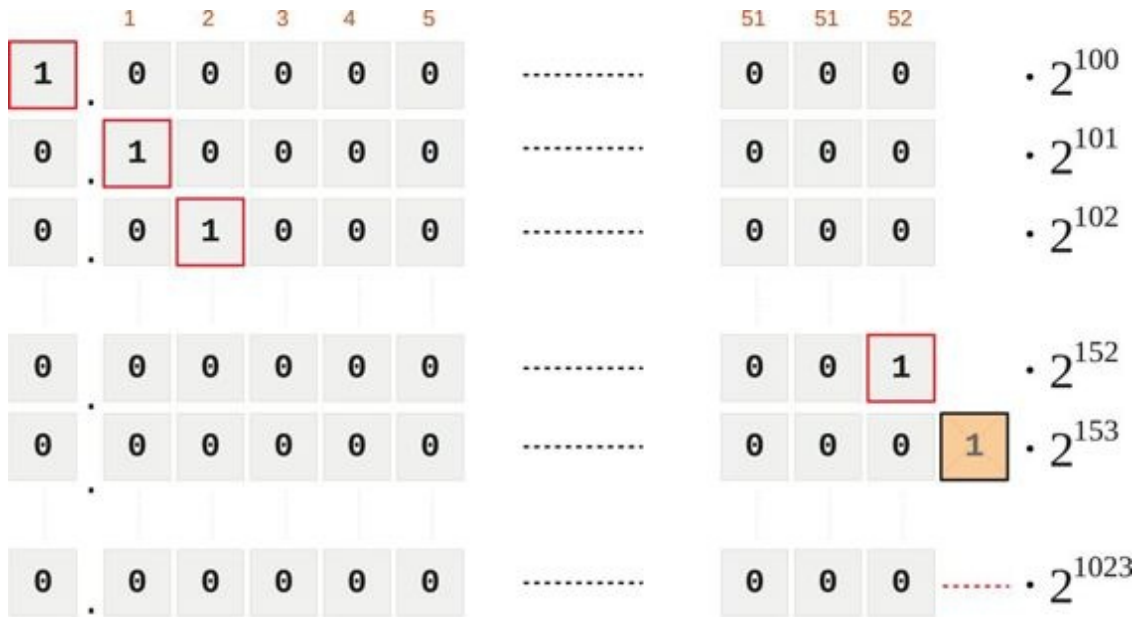 1 2 3 4 5 51 51 52
1 . 0 0 0 0 0 --------- 0 0 0 · 2^100
0 . 1 0 0 0 0 --------- 0 0 0 · 2^101
0 . 0 1 0 0 0 --------- 0 0 0 · 2^102
0 . 0 0 0 0 0 --------- 0 0 1 · 2^152
0 . 0 0 0 0 0 --------- 0 0 0 1 · 2^153
0 . 0 0 0 0 0 --------- 0 0 0 ----- · 2^1023